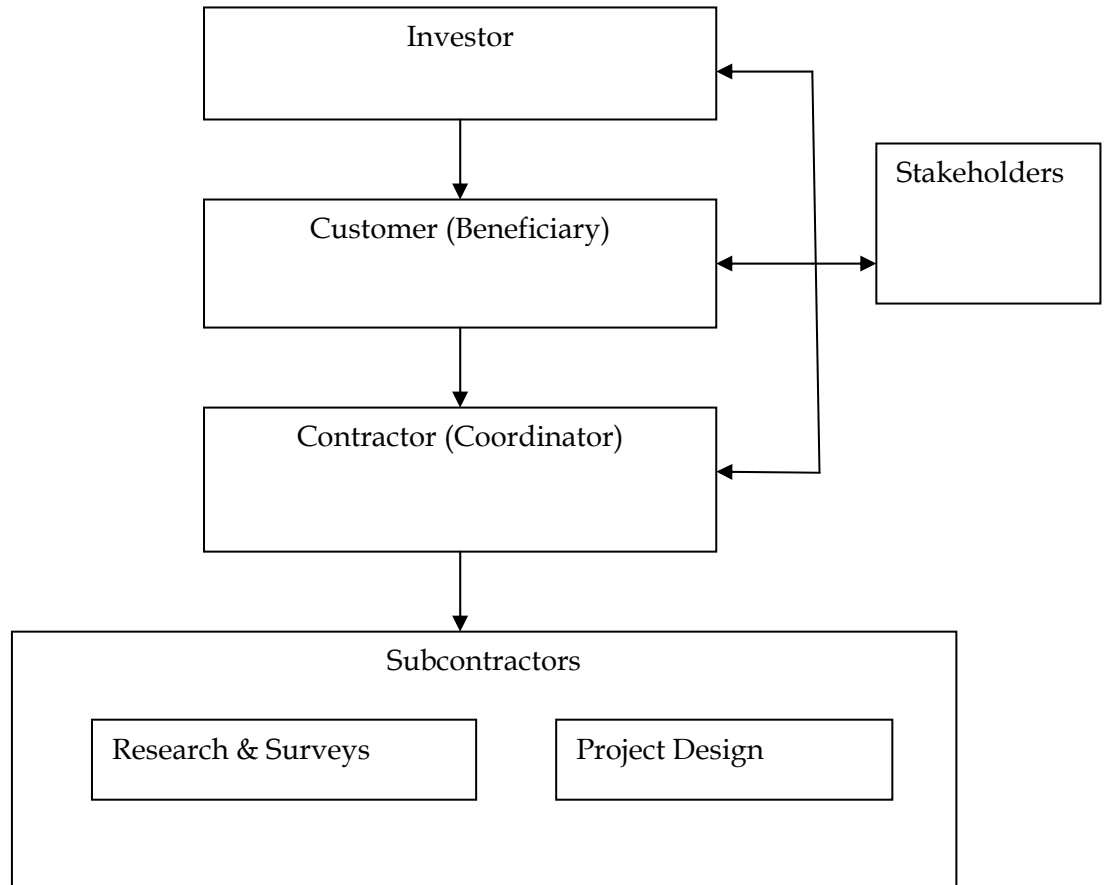 Investor
Stakeholders
Customer (Beneficiary)
Contractor (Coordinator)
Subcontractors
Research & Surveys
Project Design